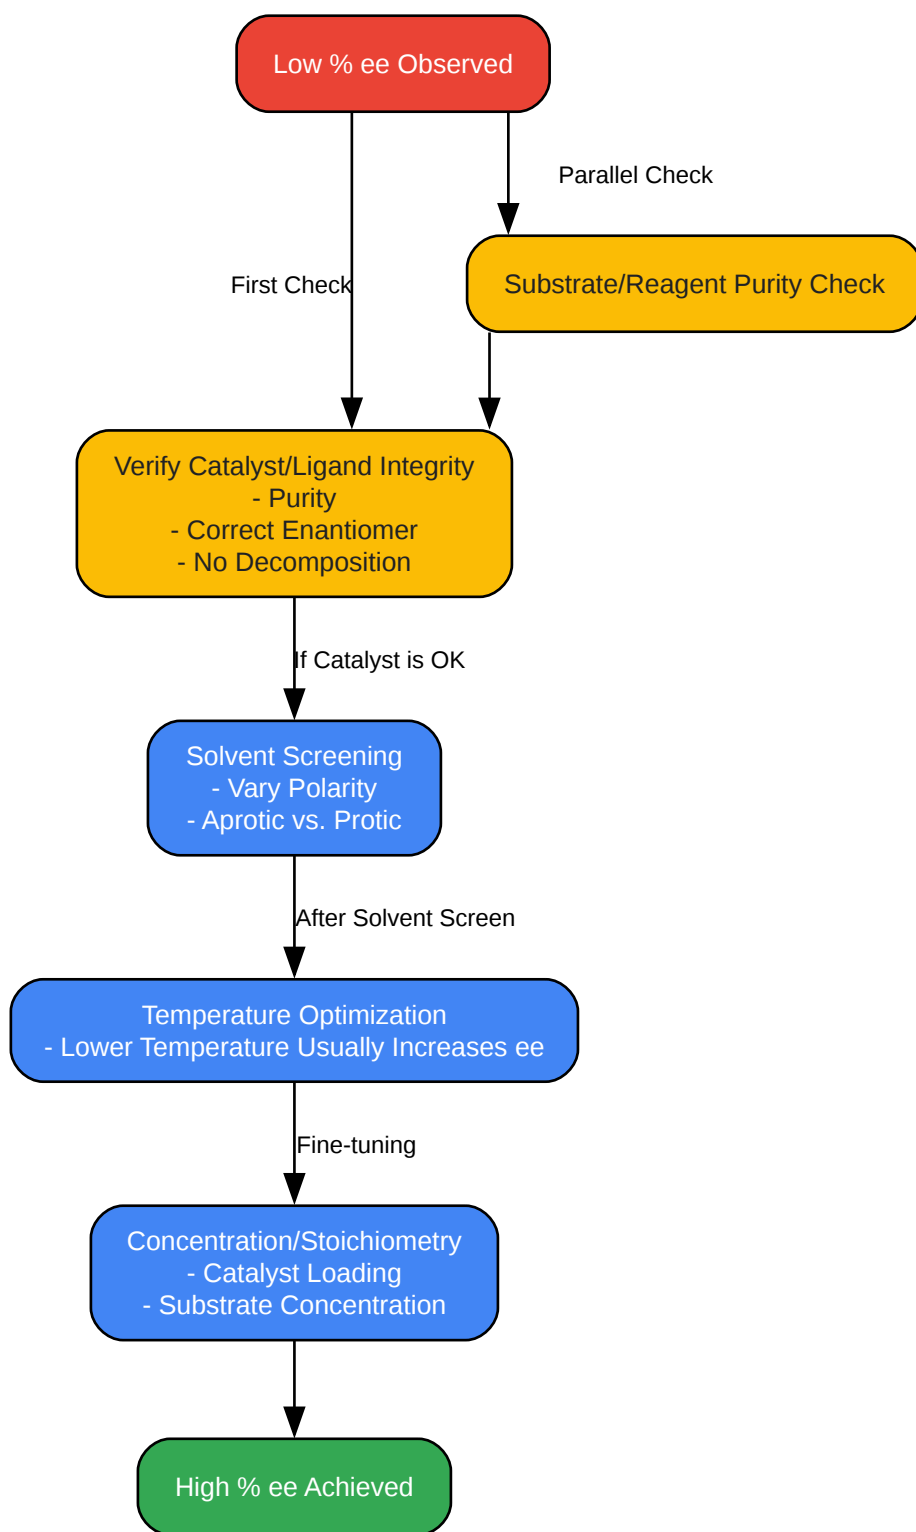 Low % ee Observed
Parallel Check
First Check
Substrate/Reagent Purity Check
Verify Catalyst/Ligand Integrity
- Purity
- Correct Enantiomer
- No Decomposition
If Catalyst is OK
Solvent Screening
- Vary Polarity
- Aprotic vs. Protic
After Solvent Screen
Temperature Optimization
- Lower Temperature Usually Increases ee
Fine-tuning
Concentration/Stoichiometry
- Catalyst Loading
- Substrate Concentration
High % ee Achieved